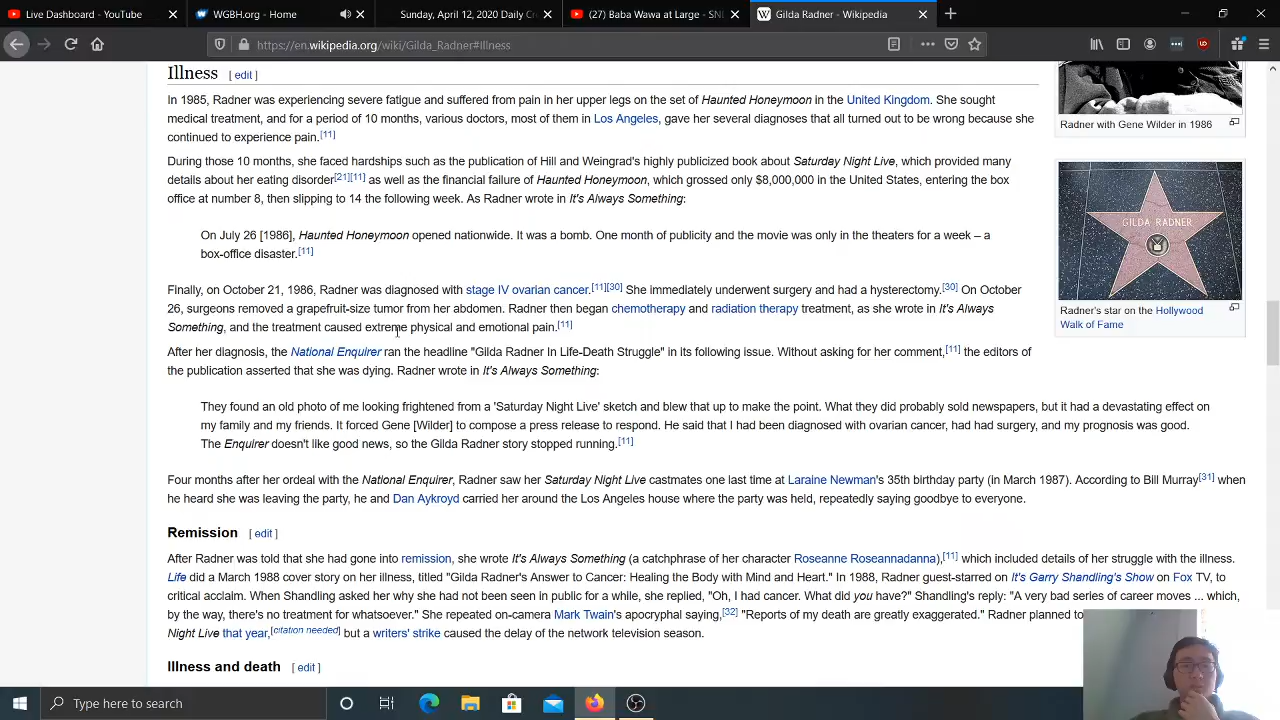 Live Dashboard - YouTube
WGBH.org - Home
Sunday, April 12, 2020 Daily C
(27) Baba Wawa at Large - SN
Gilda Radner - Wikipedia
https://en.wikipedia.org/wiki/Gilda_Radner#Illness
Illness [ edit ]
In 1985, Radner was experiencing severe fatigue and suffered from pain in her upper legs on the set of Haunted Honeymoon in the United Kingdom. She sought
medical treatment, and for a period of 10 months, various doctors, most of them in Los Angeles, gave her several diagnoses that all turned out to be wrong because she
continued to experience pain.[11]
During those 10 months, she faced hardships such as the publication of Hill and Weingrad's highly publicized book about Saturday Night Live, which provided many
details about her eating disorder[21][11] as well as the financial failure of Haunted Honeymoon, which grossed only $8,000,000 in the United States, entering the box
office at number 8, then slipping to 14 the following week. As Radner wrote in It's Always Something:
On July 26 [1986], Haunted Honeymoon opened nationwide. It was a bomb. One month of publicity and the movie was only in the theaters for a week – a
box-office disaster.[11]
Finally, on October 21, 1986, Radner was diagnosed with stage IV ovarian cancer.[11][30] She immediately underwent surgery and had a hysterectomy.[30] On October
26, surgeons removed a grapefruit-size tumor from her abdomen. Radner then began chemotherapy and radiation therapy treatment, as she wrote in It's Always
Something, and the treatment caused extreme physical and emotional pain.[11]
After her diagnosis, the National Enquirer ran the headline "Gilda Radner In Life-Death Struggle" in its following issue. Without asking for her comment,[11] the editors of
the publication asserted that she was dying. Radner wrote in It's Always Something:
They found an old photo of me looking frightened from a 'Saturday Night Live' sketch and blew that up to make the point. What they did probably sold newspapers, but it had a devastating effect on
my family and my friends. It forced Gene [Wilder] to compose a press release to respond. He said that I had been diagnosed with ovarian cancer, had had surgery, and my prognosis was good.
The Enquirer doesn't like good news, so the Gilda Radner story stopped running.[11]
Four months after her ordeal with the National Enquirer, Radner saw her Saturday Night Live castmates one last time at Laraine Newman's 35th birthday party (in March 1987). According to Bill Murray[31] when
he heard she was leaving the party, he and Dan Aykroyd carried her around the Los Angeles house where the party was held, repeatedly saying goodbye to everyone.
Remission [ edit ]
After Radner was told that she had gone into remission, she wrote It's Always Something (a catchphrase of her character Roseanne Roseannadanna),[11] which included details of her struggle with the illness.
Life did a March 1988 cover story on her illness, titled "Gilda Radner's Answer to Cancer: Healing the Body with Mind and Heart." In 1988, Radner guest-starred on It's Garry Shandling's Show on Fox TV, to
critical acclaim. When Shandling asked her why she had not been seen in public for a while, she replied, "Oh, I had cancer. What did you have?" Shandling's reply: "A very bad series of career moves ... which,
by the way, there's no treatment for whatsoever." She repeated on-camera Mark Twain's apocryphal saying,[32] "Reports of my death are greatly exaggerated." Radner planned to
Night Live that year,[citation needed] but a writers' strike caused the delay of the network television season.
Illness and death [ edit ]
Radner with Gene Wilder in 1986
GILDA RADNER
Radner's star on the Hollywood
Walk of Fame
Type here to search